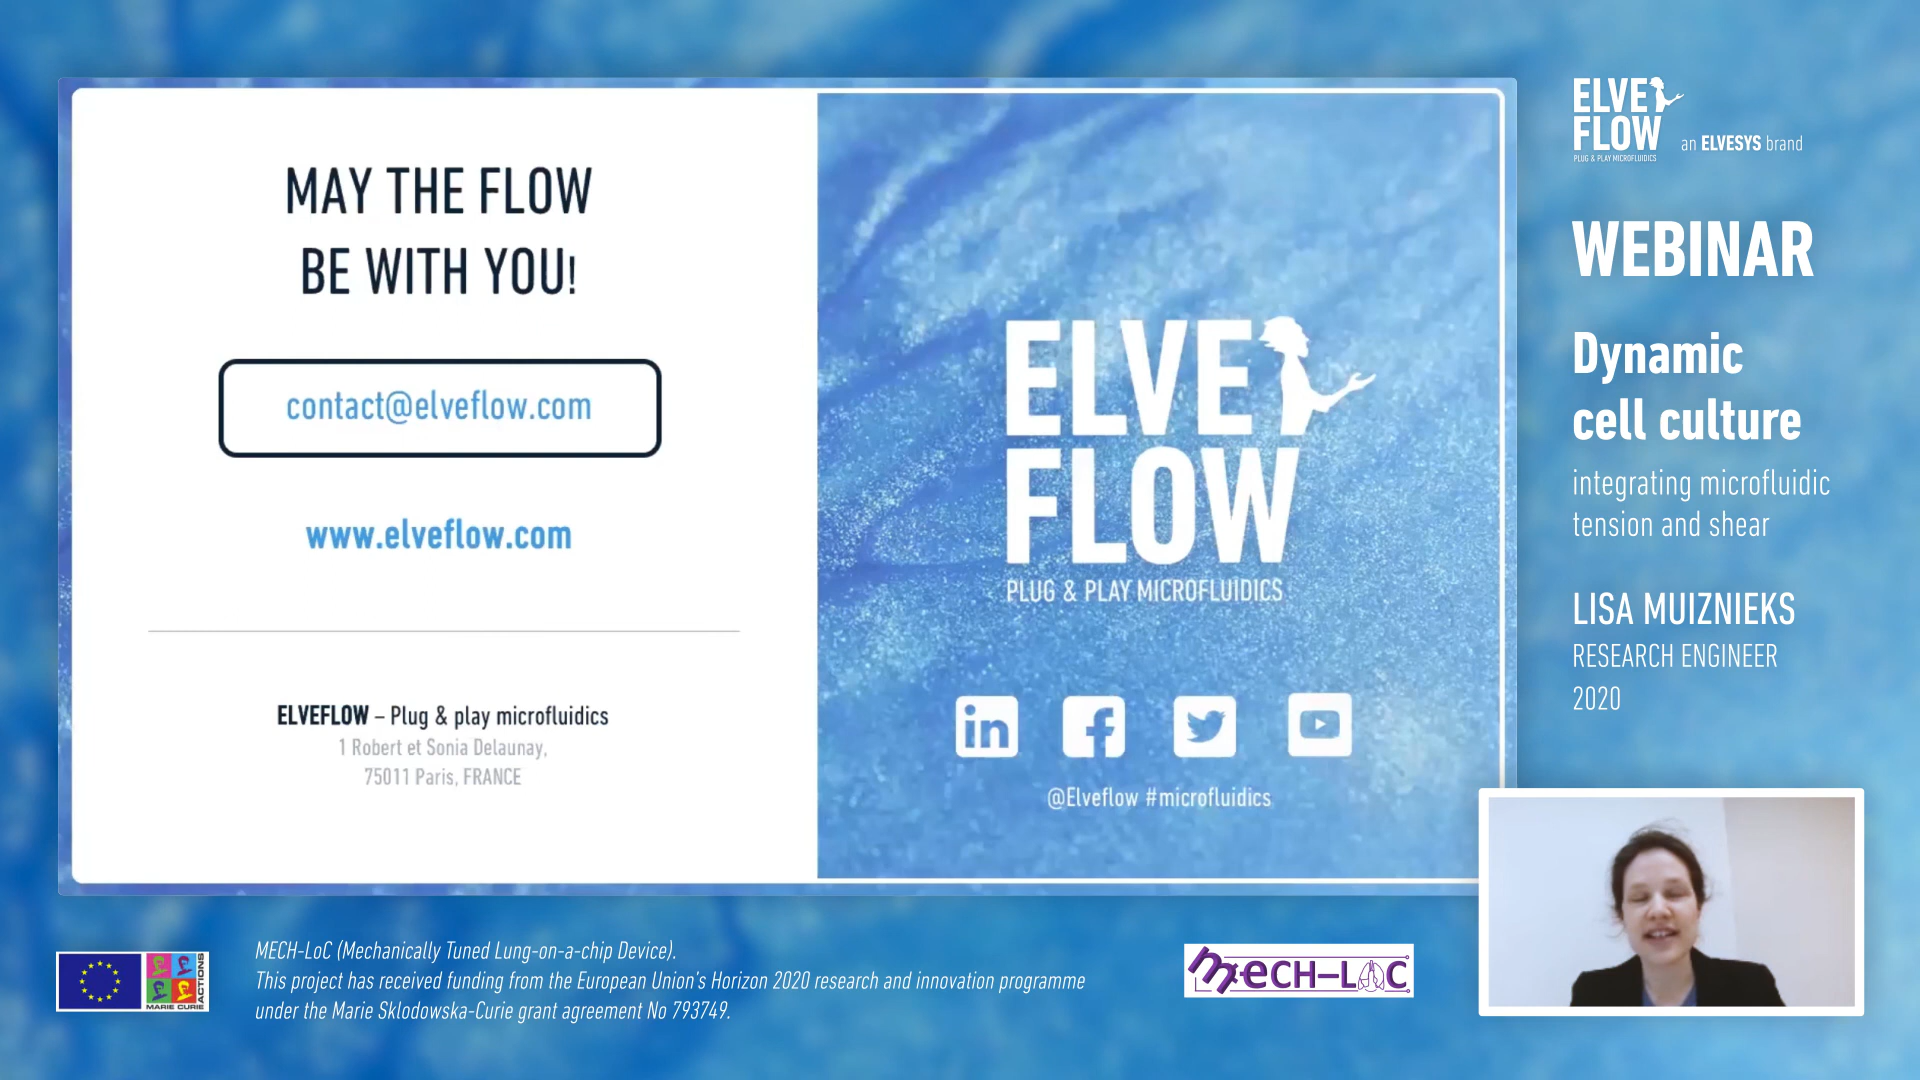 MAY THE FLOW
BE WITH YOU!
contact@elveflow.com
www.elveflow.com
ELVEFLOW – Plug & play microfluidics
1 Robert et Sonia Delaunay,
75011 Paris, FRANCE
ELVE
FLOW
PLUG & PLAY MICROFLUIDICS
in
@Elveflow #microfluidics
ELVE
FLOW
PLUG & PLAY MICROFLUIDICS
an ELVESYS brand
WEBINAR
Dynamic
cell culture
integrating microfluidic
tension and shear
LISA MUIZNIEKS
RESEARCH ENGINEER
2020
MARIE CURIE
ACTIONS
MECH-LoC (Mechanically Tuned Lung-on-a-chip Device).
This project has received funding from the European Union's Horizon 2020 research and innovation programme
under the Marie Sklodowska-Curie grant agreement No 793749.
MECH-LOC